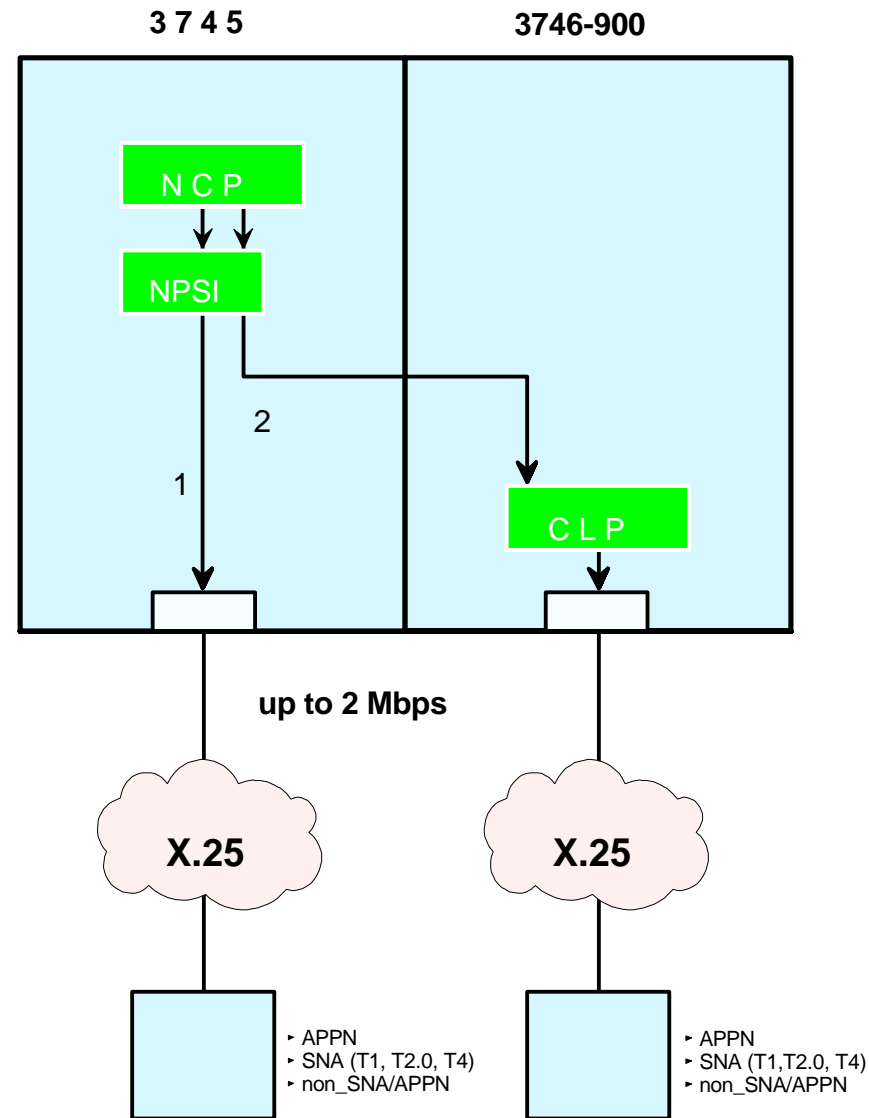 3 7 4 5
3746-900
N C P
NPSI
2
1
C L P
up to 2 Mbps
X.25
X.25
▸ APPN
▸ SNA (T1, T2.0, T4)
▸ non_SNA/APPN
▸ APPN
▸ SNA (T1,T2.0, T4)
▸ non_SNA/APPN